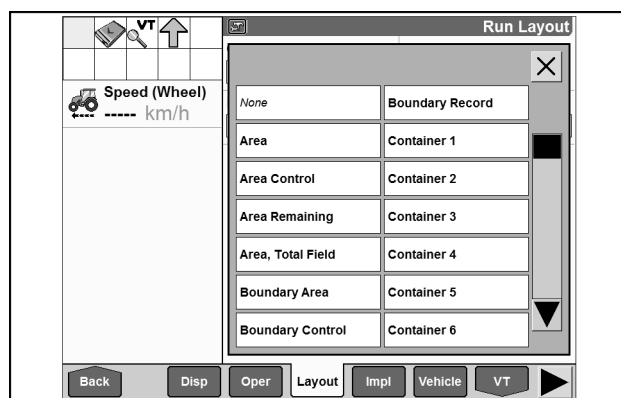 VT
Run Layout
Speed (Wheel)
----- km/h
None
Boundary Record
Area
Container 1
Area Control
Container 2
Area Remaining
Container 3
Area, Total Field
Container 4
Boundary Area
Container 5
Boundary Control
Container 6
Back
Disp
Oper
Layout
Impl
Vehicle
VT